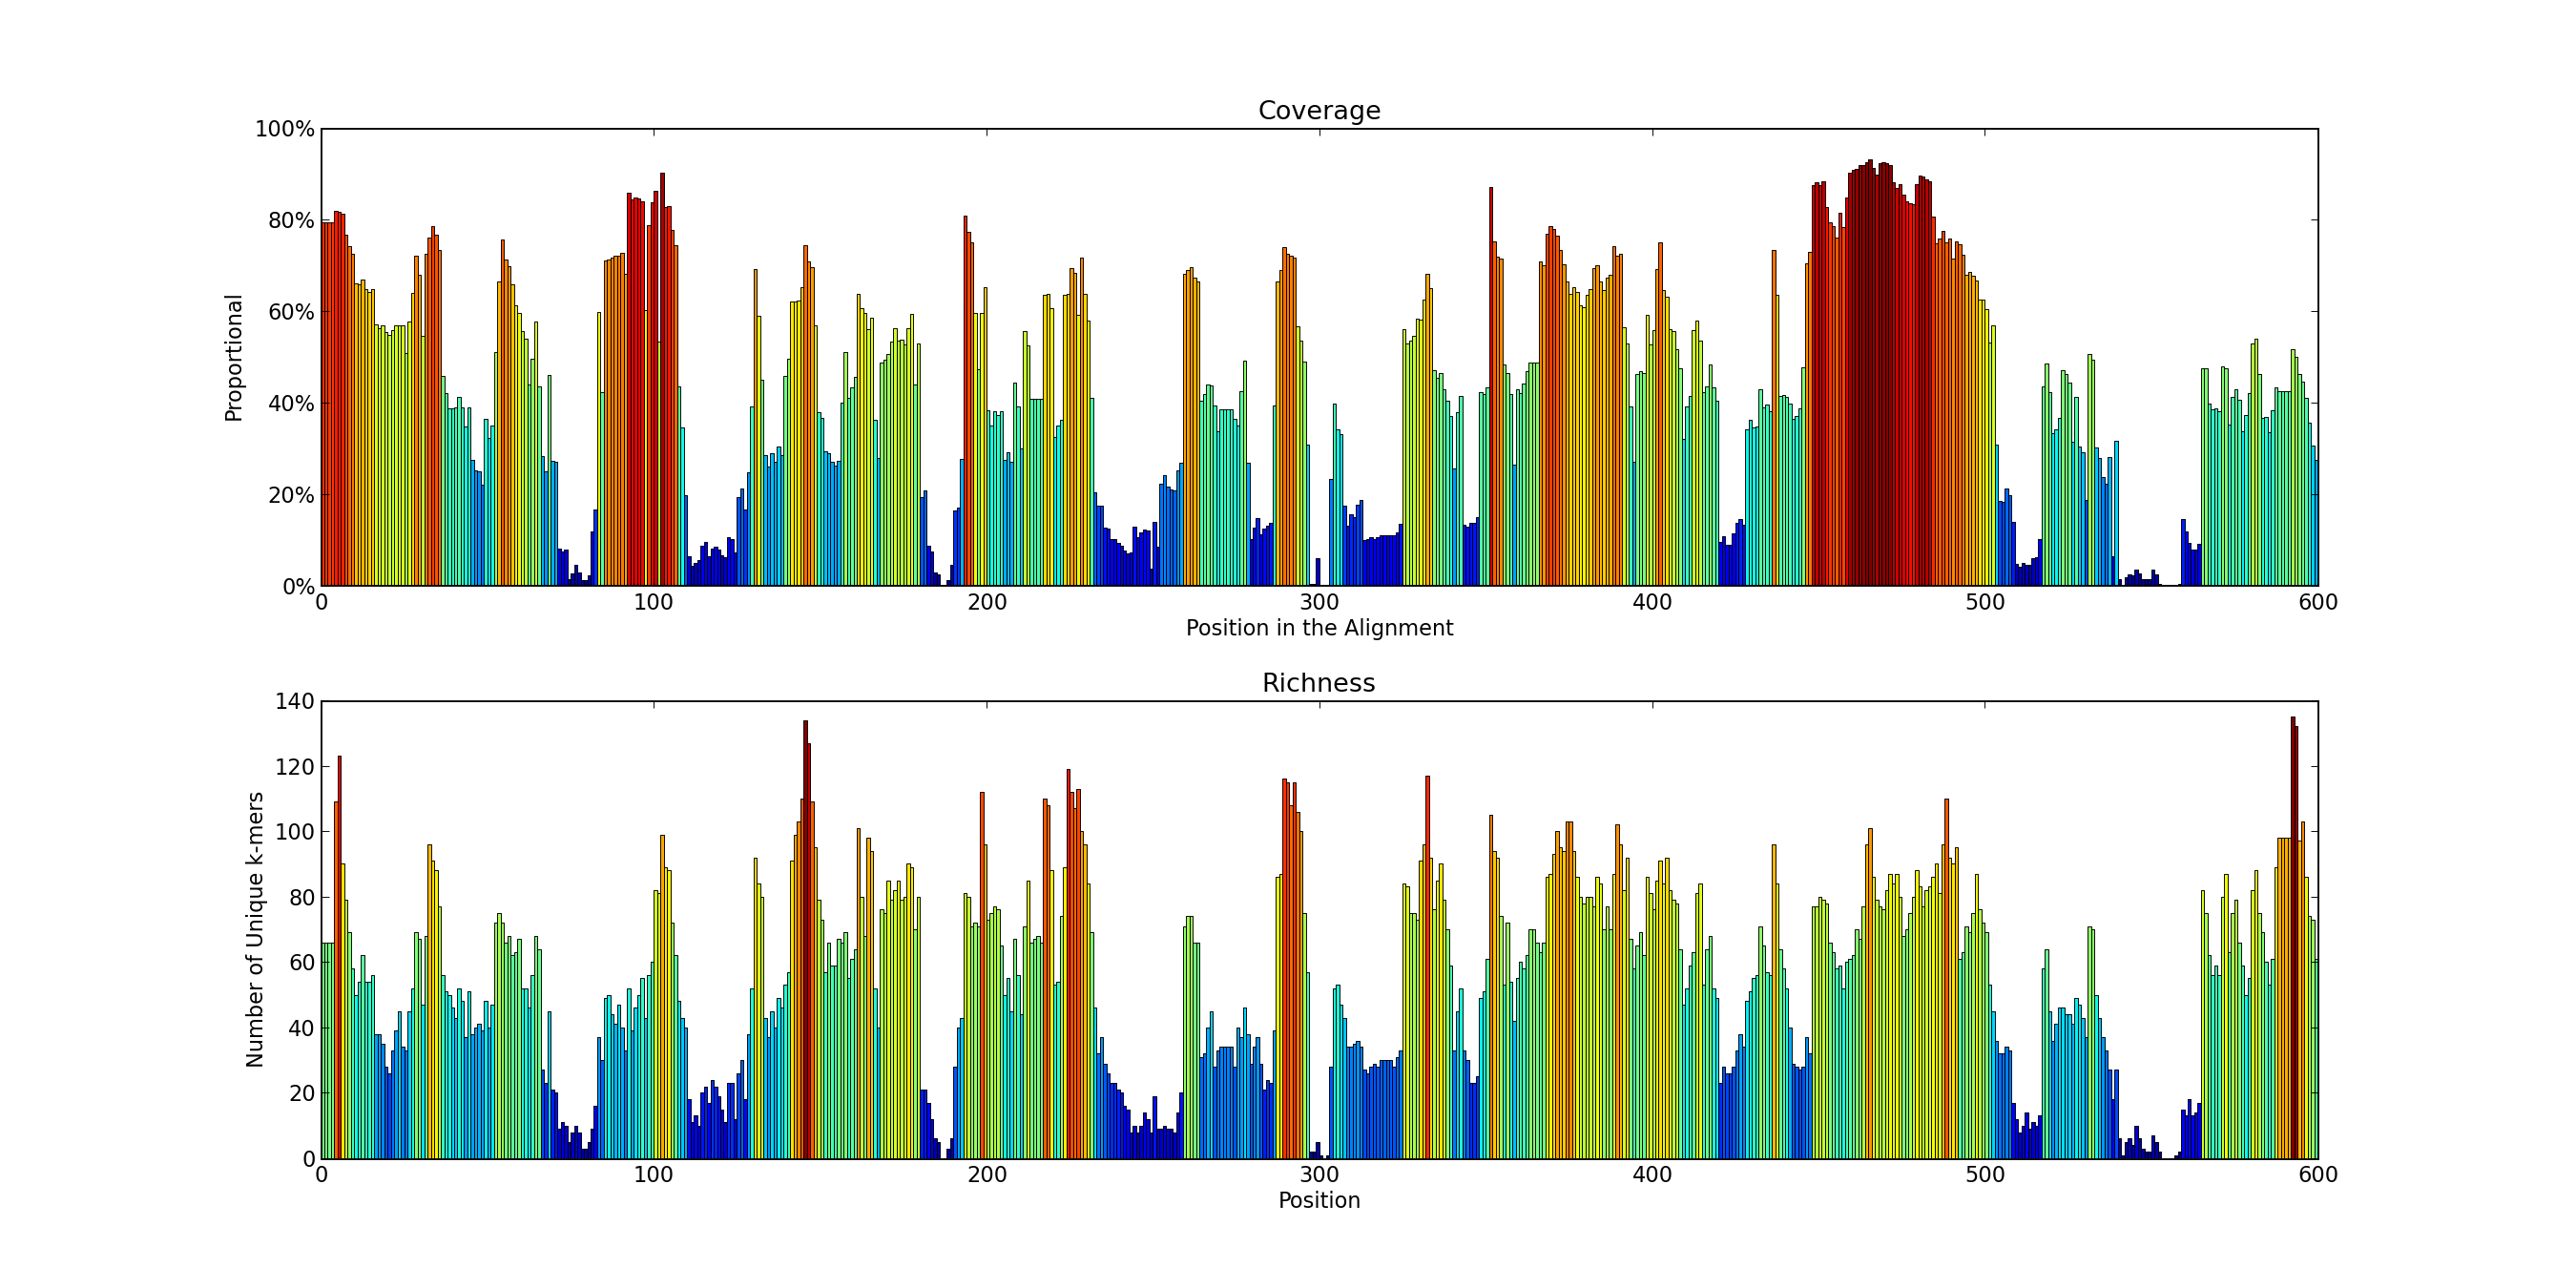 Coverage
100%
80%
60%
40%
20%
0%
Proportional
0 100 200 300 400 500 600
Position in the Alignment
Richness
140
120
100
80
60
40
20
0
Number of Unique k-mers
0 100 200 300 400 500 600
Position